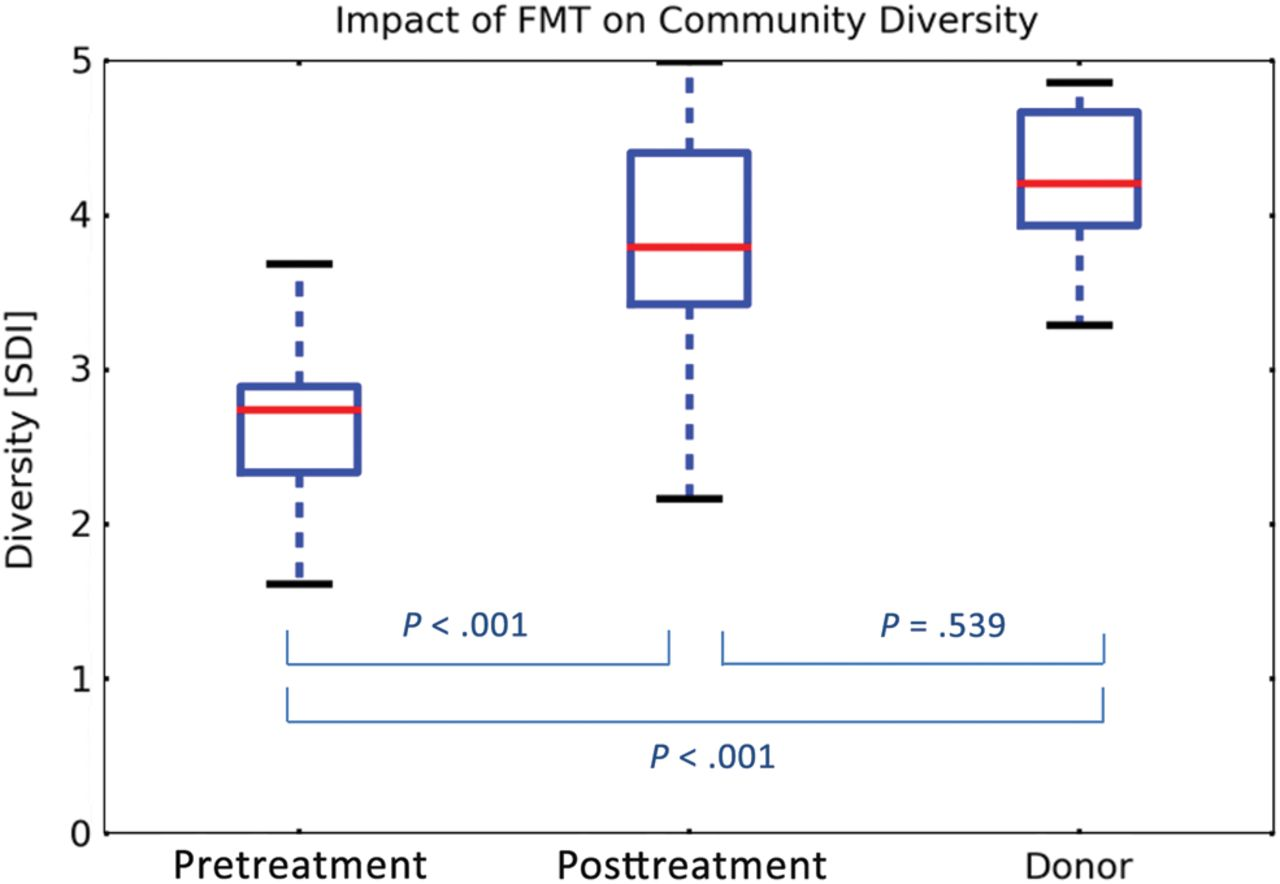 Impact of FMT on Community Diversity
Diversity [SDI]
5
4
3
2
1
0
P < .001
P = .539
P < .001
Pretreatment
Posttreatment
Donor